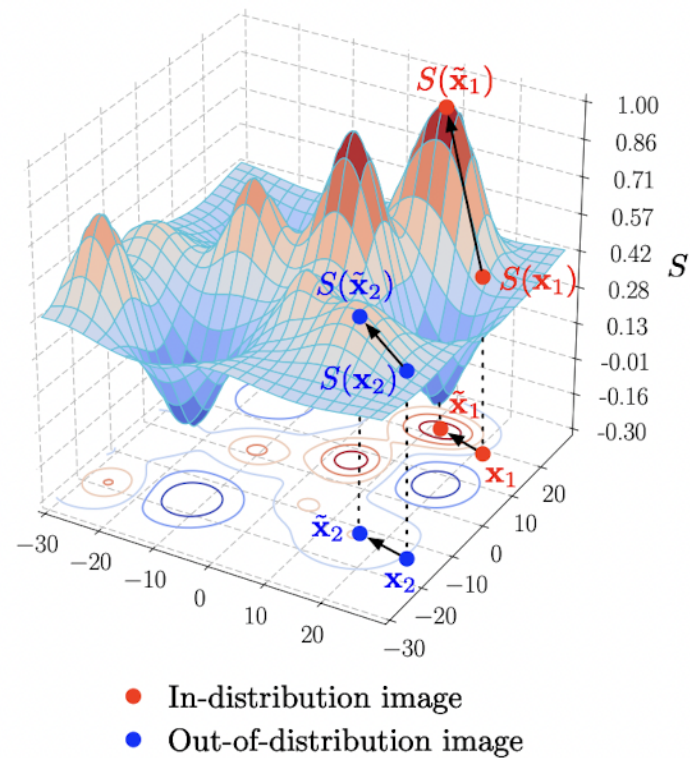 S(x̃₁)
1.00
0.86
0.71
0.57
0.42
0.28
0.13
-0.01
-0.16
-0.30
S
S(x₁)
S(x̃₂)
S(x₂)
x̃₁
x₁
x̃₂
x₂
−30
−20
−10
0
10
20
−30
−20
−10
0
10
20
In-distribution image
Out-of-distribution image